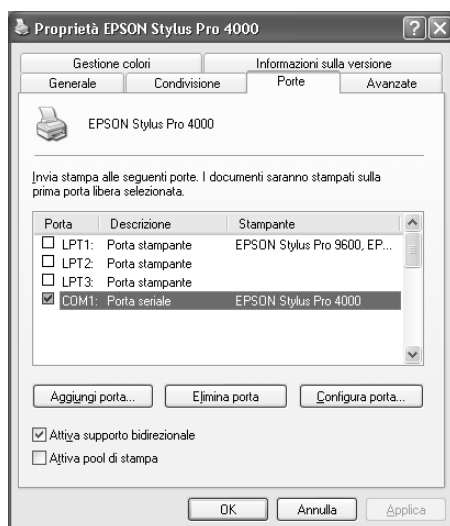 Proprietà EPSON Stylus Pro 4000
Gestione colori Informazioni sulla versione
Generale Condivisione Porte Avanzate
EPSON Stylus Pro 4000
Invia stampa alle seguenti porte. I documenti saranno stampati sulla
prima porta libera selezionata.
Porta Descrizione Stampante
LPT1: Porta stampante EPSON Stylus Pro 9600, EP...
LPT2: Porta stampante
LPT3: Porta stampante
COM1: Porta seriale EPSON Stylus Pro 4000
Aggiungi porta... Elimina porta Configura porta...
Attiva supporto bidirezionale
Attiva pool di stampa
OK Annulla Applica